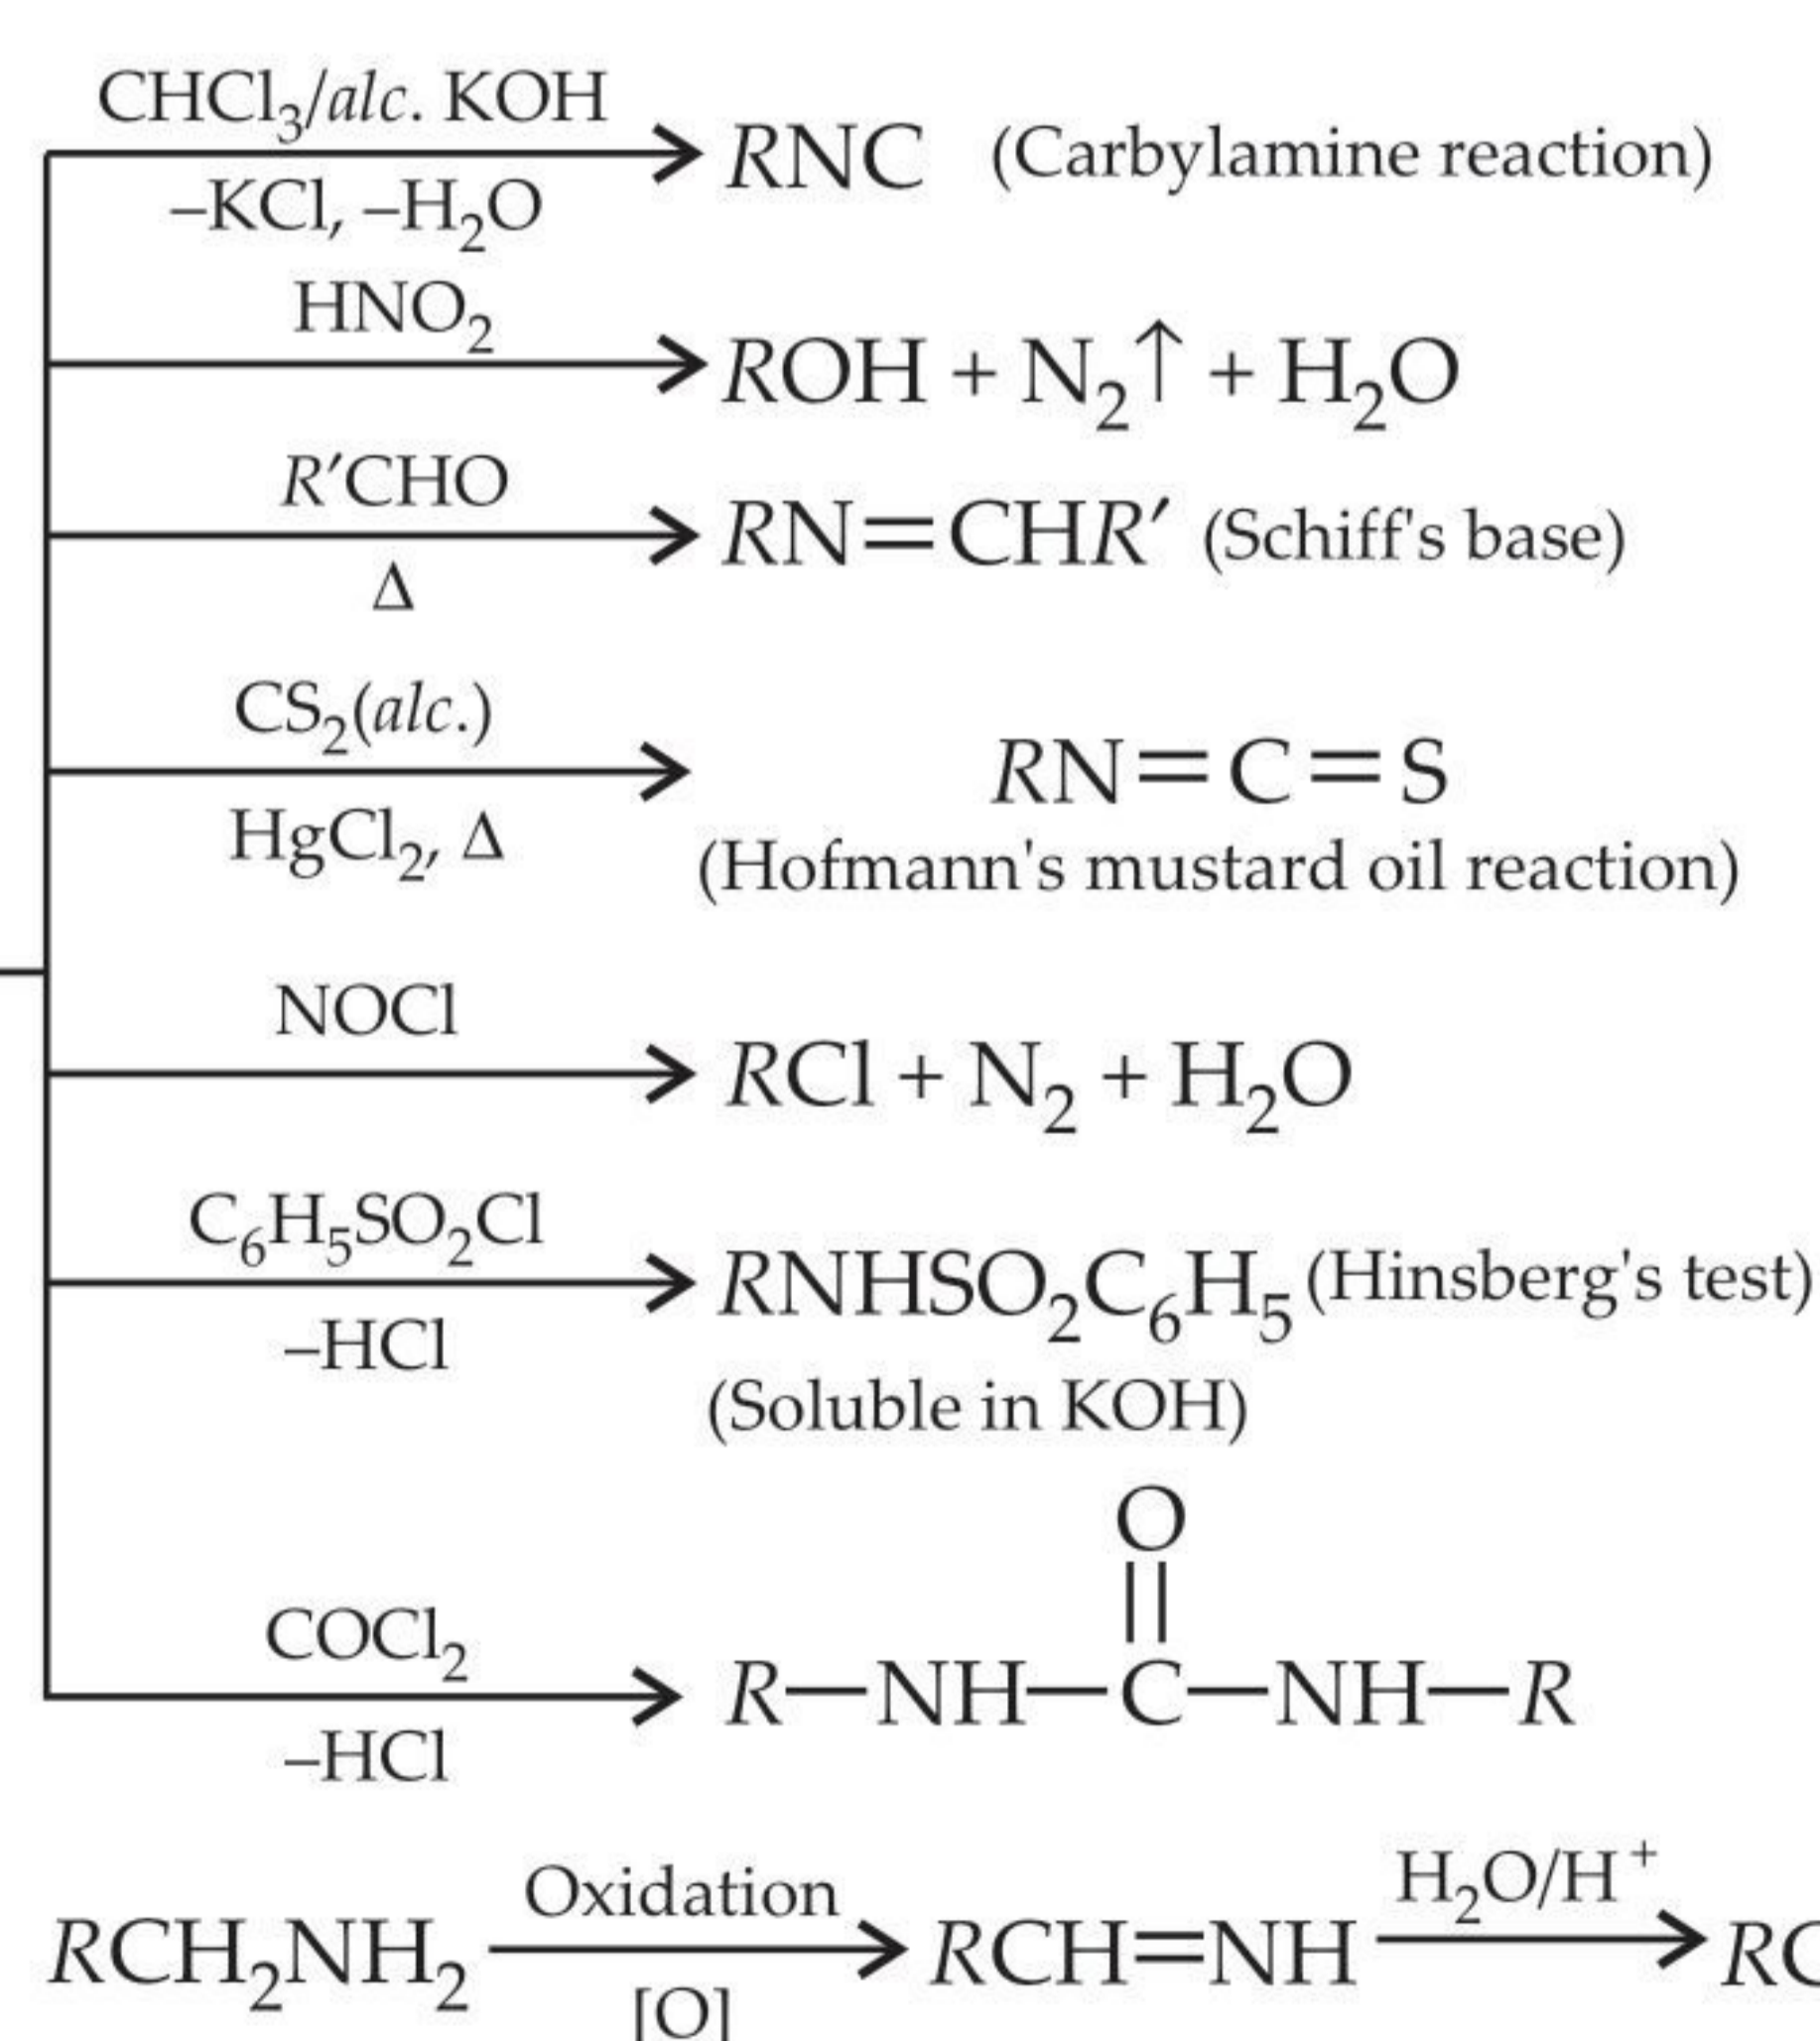 CHCl₃/alc. KOH
RNC (Carbylamine reaction)
–KCl, –H₂O
HNO₂
ROH + N₂↑ + H₂O
R′CHO
RN=CHR′ (Schiff's base)
Δ
CS₂(alc.)
RN=C=S
HgCl₂, Δ
(Hofmann's mustard oil reaction)
NOCl
RCl + N₂ + H₂O
C₆H₅SO₂Cl
RNHSO₂C₆H₅ (Hinsberg's test)
–HCl
(Soluble in KOH)
O
COCl₂
R—NH—C—NH—R
–HCl
Oxidation
H₂O/H⁺
RCH₂NH₂ RCH=NH
[O]